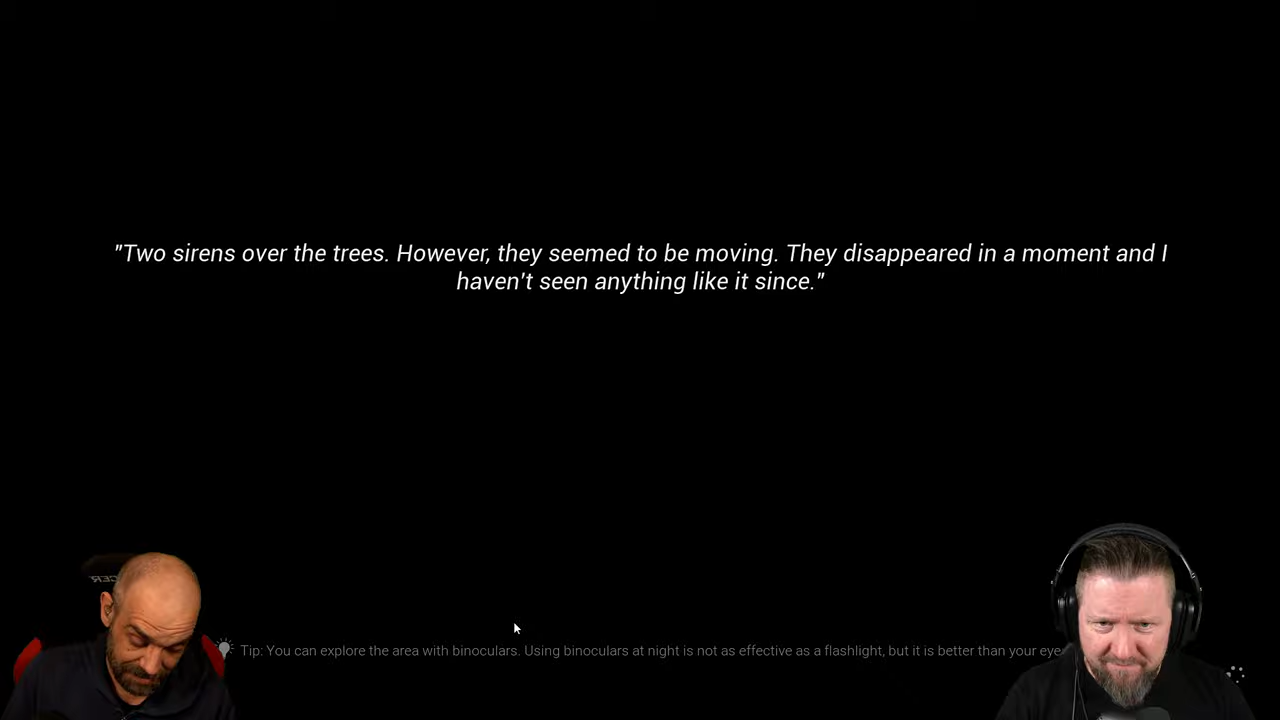 "Two sirens over the trees. However, they seemed to be moving. They disappeared in a moment and I
haven't seen anything like it since."
Tip: You can explore the area with binoculars. Using binoculars at night is not as effective as a flashlight, but it is better than your